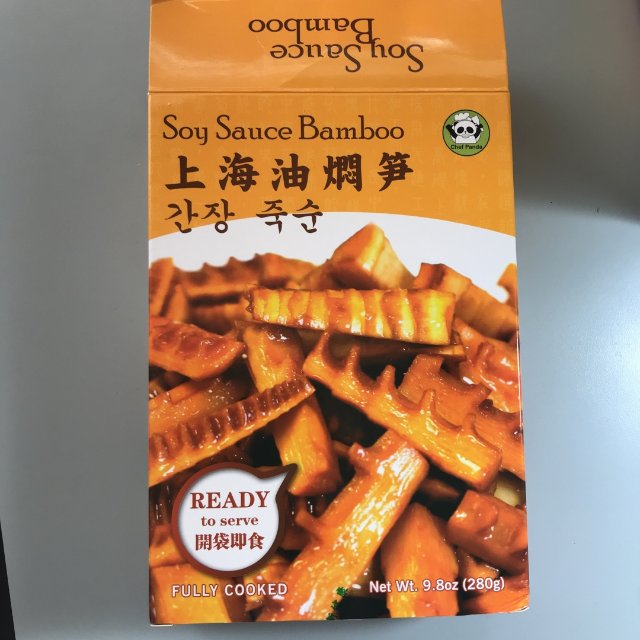 Soy Sauce
Bamboo
Soy Sauce Bamboo
Chef Panda
上海油燜笋
간장 죽순
READY
to serve
開袋即食
FULLY COOKED
Net Wt. 9.8oz (280g)